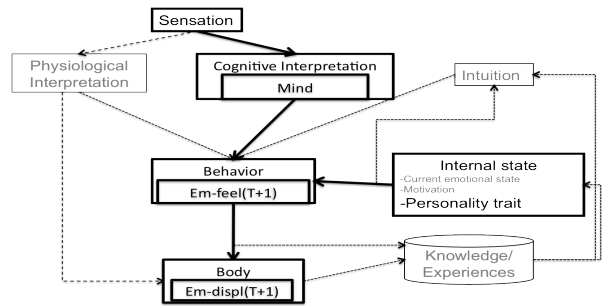 Sensation
Physiological
Interpretation
Cognitive Interpretation
Mind
Intuition
Behavior
Em-feel(T+1)
Internal state
-Current emotional state
-Motivation
-Personality trait
Body
Em-displ(T+1)
Knowledge/
Experiences